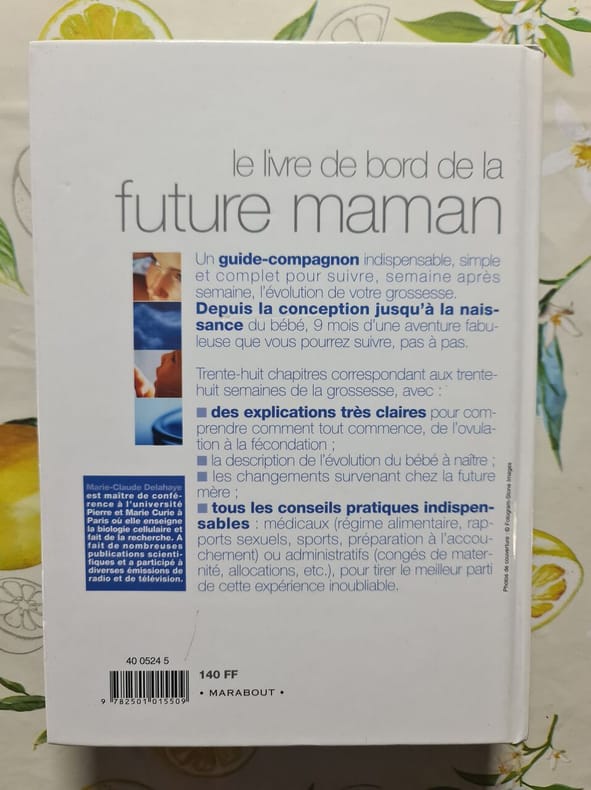 le livre de bord de la
future maman
Un guide-compagnon indispensable, simple
et complet pour suivre, semaine après
semaine, l'évolution de votre grossesse.
Depuis la conception jusqu'à la nais-
sance du bébé, 9 mois d'une aventure fabu-
leuse que vous pourrez suivre, pas à pas.
Trente-huit chapitres correspondant aux trente-
huit semaines de la grossesse, avec :
■ des explications très claires pour com-
prendre comment tout commence, de l'ovula-
tion à la fécondation ;
■ la description de l'évolution du bébé à naître ;
■ les changements survenant chez la future
mère ;
■ tous les conseils pratiques indispen-
sables : médicaux (régime alimentaire, rap-
ports sexuels, sports, préparation à l'accou-
chement) ou administratifs (congés de mater-
nité, allocations, etc.), pour tirer le meilleur parti
de cette expérience inoubliable.
Marie-Claude Delahaye
est maître de confé-
rence à l'université
Pierre et Marie Curie à
Paris où elle enseigne
la biologie cellulaire et
fait de la recherche. A
fait de nombreuses
publications scienti-
fiques et a participé à
diverses émissions de
radio et de télévision.
Photos de couverture : © Fotogram-Stone Images
40 0524 5
9 782501 015509
140 FF
• MARABOUT •